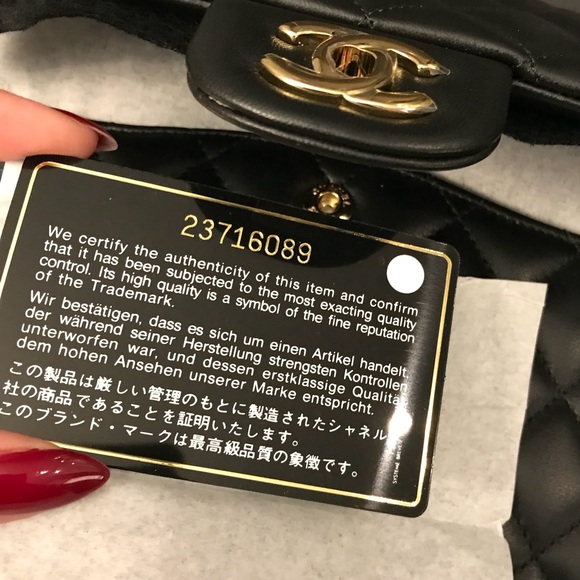 23716089
We certify the authenticity of this item and confirm
that it has been subjected to the most exacting quality
control. Its high quality is a symbol of the fine reputation
of the Trademark.
Wir bestätigen, dass es sich um einen Artikel handelt,
der während seiner Herstellung strengsten Kontrollen
unterworfen war, und dessen erstklassige Qualität
dem hohen Ansehen unserer Marke entspricht.
この製品は厳しい管理のもとに製造されたシャネル
社の商品であることを証明いたします。
このブランド・マークは最高級品質の象徴です。